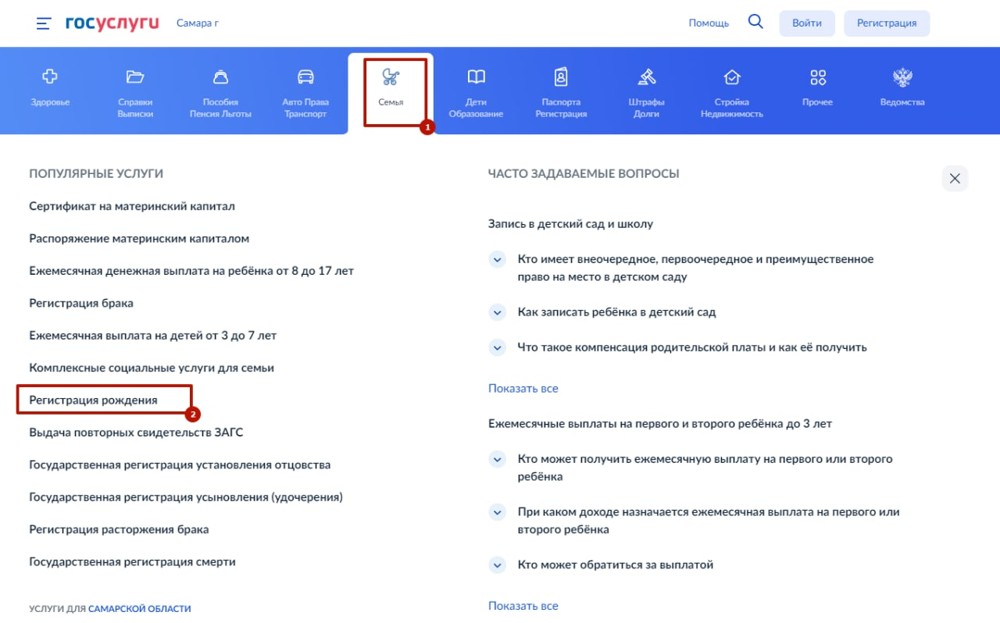 госуслуги
Самара г
Помощь
Войти
Регистрация
Здоровье
Справки
Выписки
Пособия
Пенсия Льготы
Авто Права
Транспорт
Семья
Дети
Образование
Паспорта
Регистрация
Штрафы
Долги
Стройка
Недвижимость
Прочее
Ведомства
1
ПОПУЛЯРНЫЕ УСЛУГИ
Сертификат на материнский капитал
Распоряжение материнским капиталом
Ежемесячная денежная выплата на ребёнка от 8 до 17 лет
Регистрация брака
Ежемесячная выплата на детей от 3 до 7 лет
Комплексные социальные услуги для семьи
Регистрация рождения
2
Выдача повторных свидетельств ЗАГС
Государственная регистрация установления отцовства
Государственная регистрация усыновления (удочерения)
Регистрация расторжения брака
Государственная регистрация смерти
УСЛУГИ ДЛЯ САМАРСКОЙ ОБЛАСТИ
ЧАСТО ЗАДАВАЕМЫЕ ВОПРОСЫ
Запись в детский сад и школу
Кто имеет внеочередное, первоочередное и преимущественное
право на место в детском саду
Как записать ребёнка в детский сад
Что такое компенсация родительской платы и как её получить
Показать все
Ежемесячные выплаты на первого и второго ребёнка до 3 лет
Кто может получить ежемесячную выплату на первого или второго
ребёнка
При каком доходе назначается ежемесячная выплата на первого или
второго ребёнка
Кто может обратиться за выплатой
Показать все